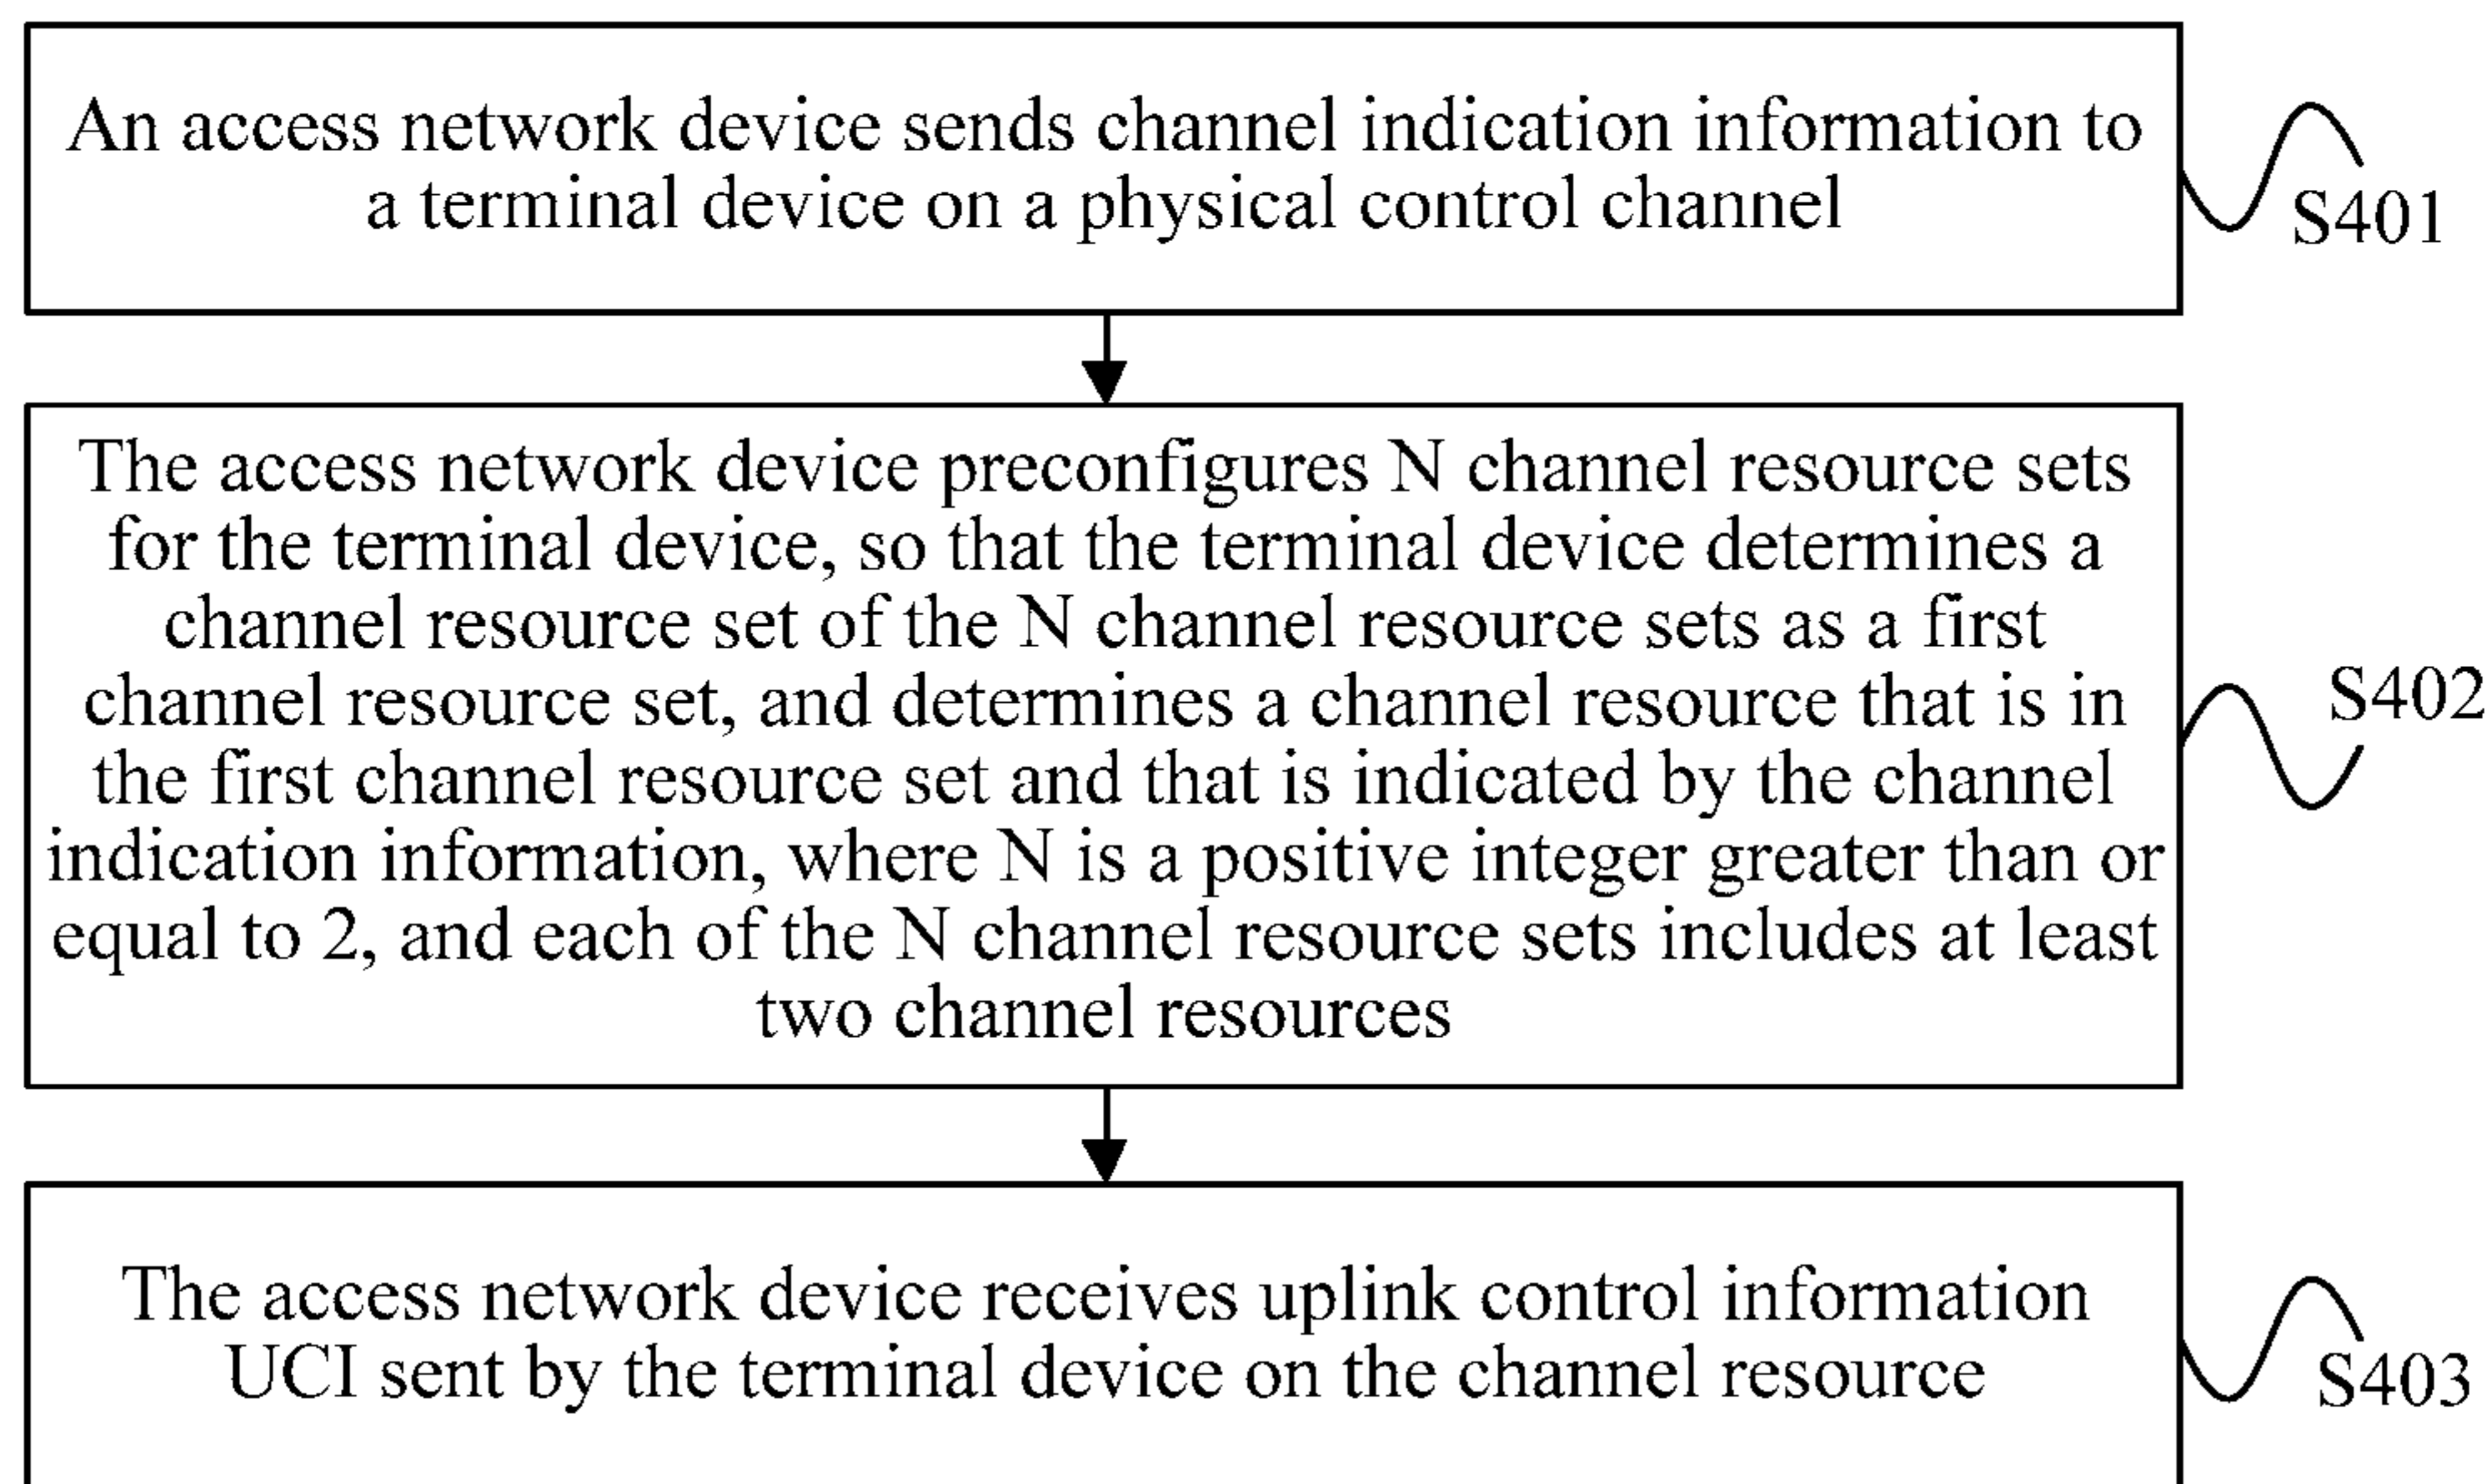 An access network device sends channel indication information to
a terminal device on a physical control channel
S401
The access network device preconfigures N channel resource sets
for the terminal device, so that the terminal device determines a
channel resource set of the N channel resource sets as a first
channel resource set, and determines a channel resource that is in
the first channel resource set and that is indicated by the channel
indication information, where N is a positive integer greater than or
equal to 2, and each of the N channel resource sets includes at least
two channel resources
S402
The access network device receives uplink control information
UCI sent by the terminal device on the channel resource
S403